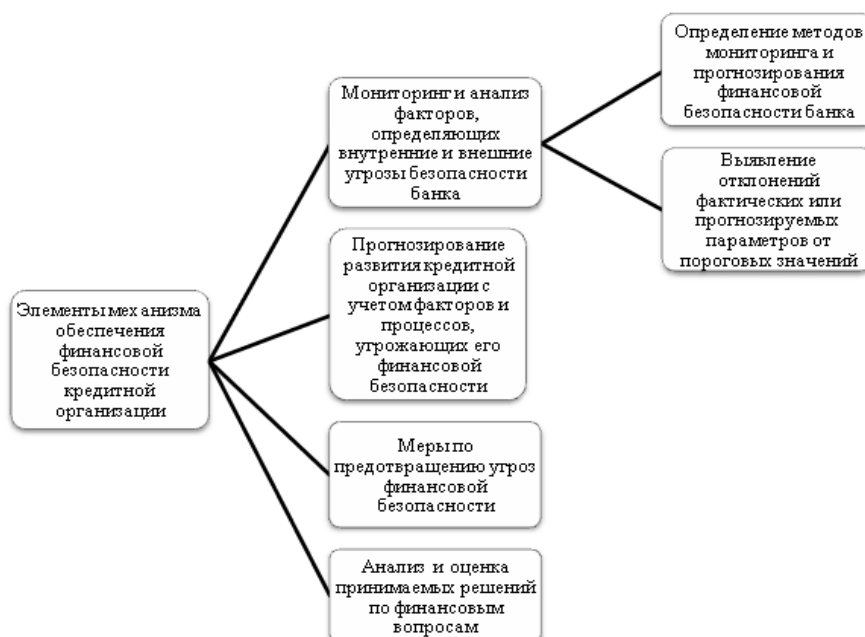 Элементы механизма
обеспечения
финансовой
безопасности
кредитной
организации
Мониторинг и анализ
факторов,
определяющих
внутренние и внешние
угрозы безопасности
банка
Определение методов
мониторинга и
прогнозирования
финансовой
безопасности банка
Выявление
отклонений
фактических или
прогнозируемых
параметров от
пороговых значений
Прогнозирование
развития кредитной
организации с
учетом факторов и
процессов,
угрожающих его
финансовой
безопасности
Меры по
предотвращению угроз
финансовой
безопасности
Анализ и оценка
принимаемых решений
по финансовым
вопросам